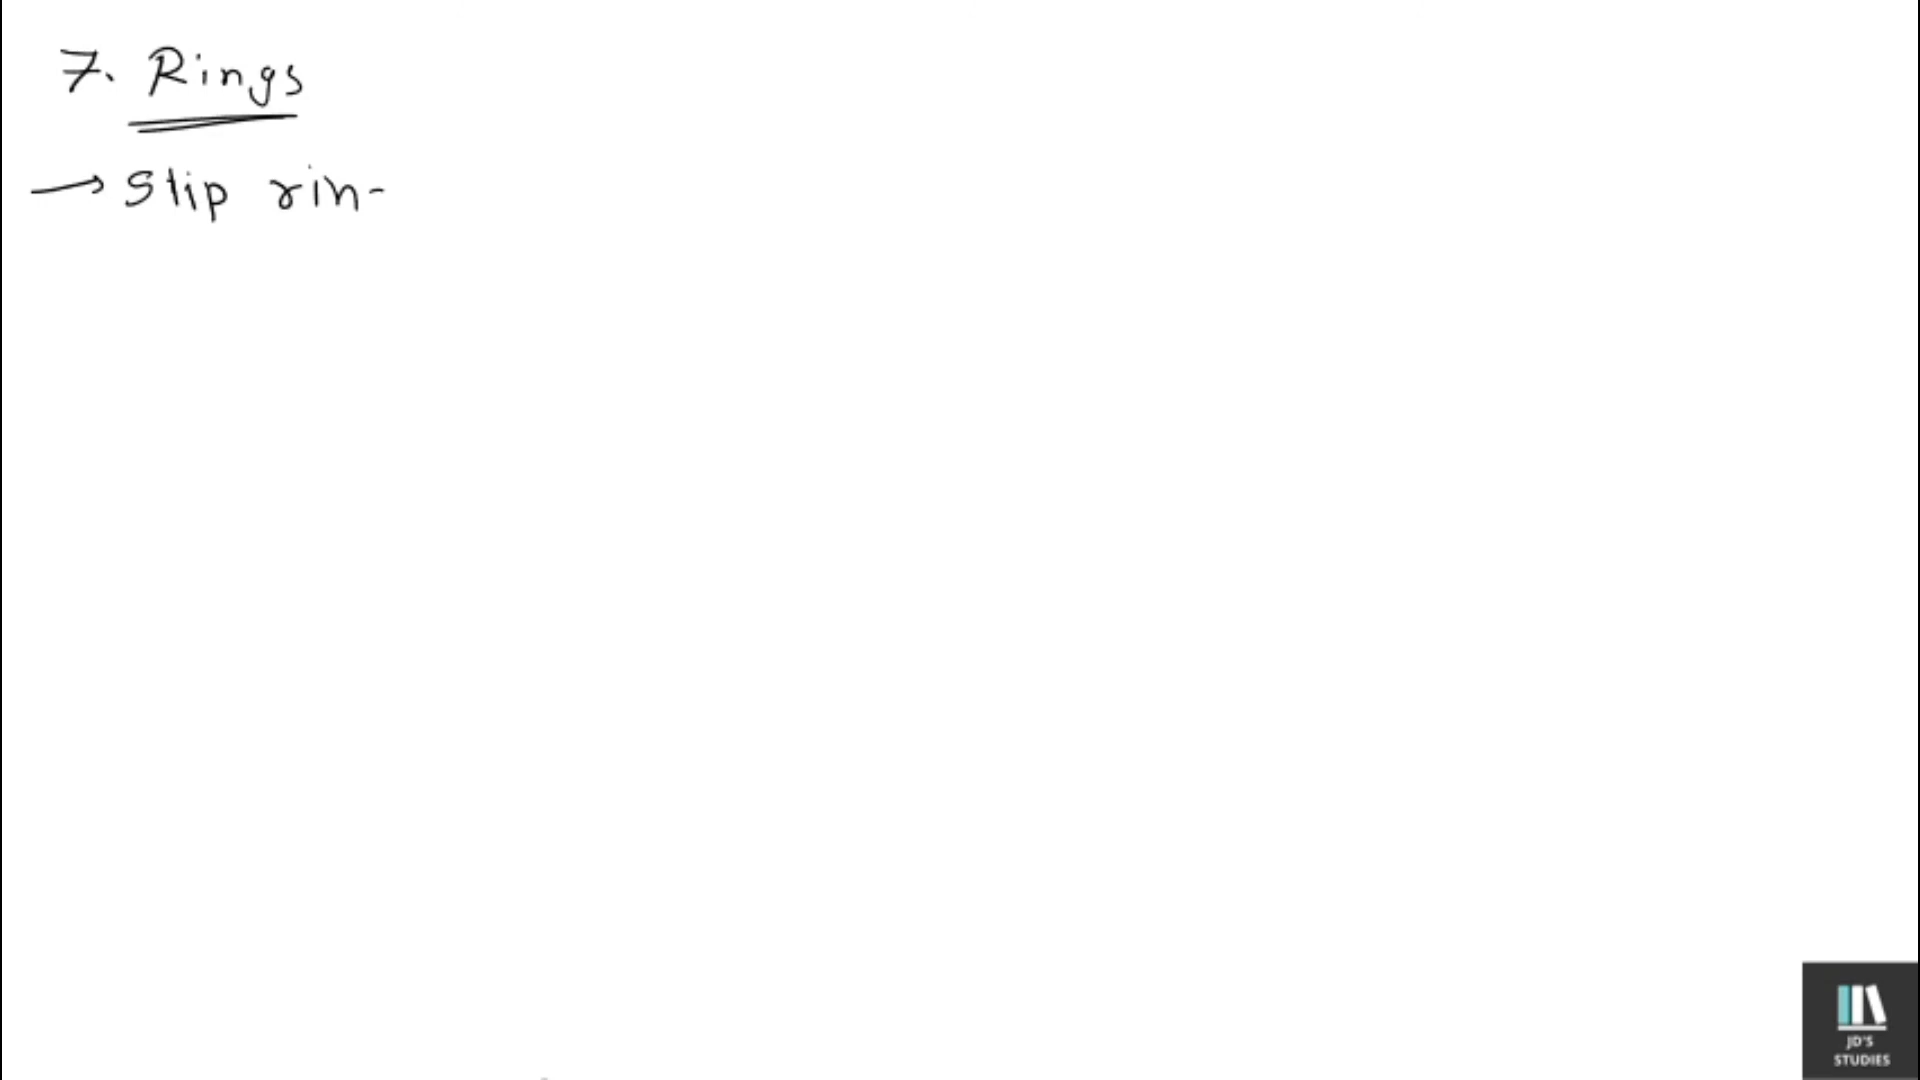 7. Rings
→ Slip rin-
JD'S
STUDIES